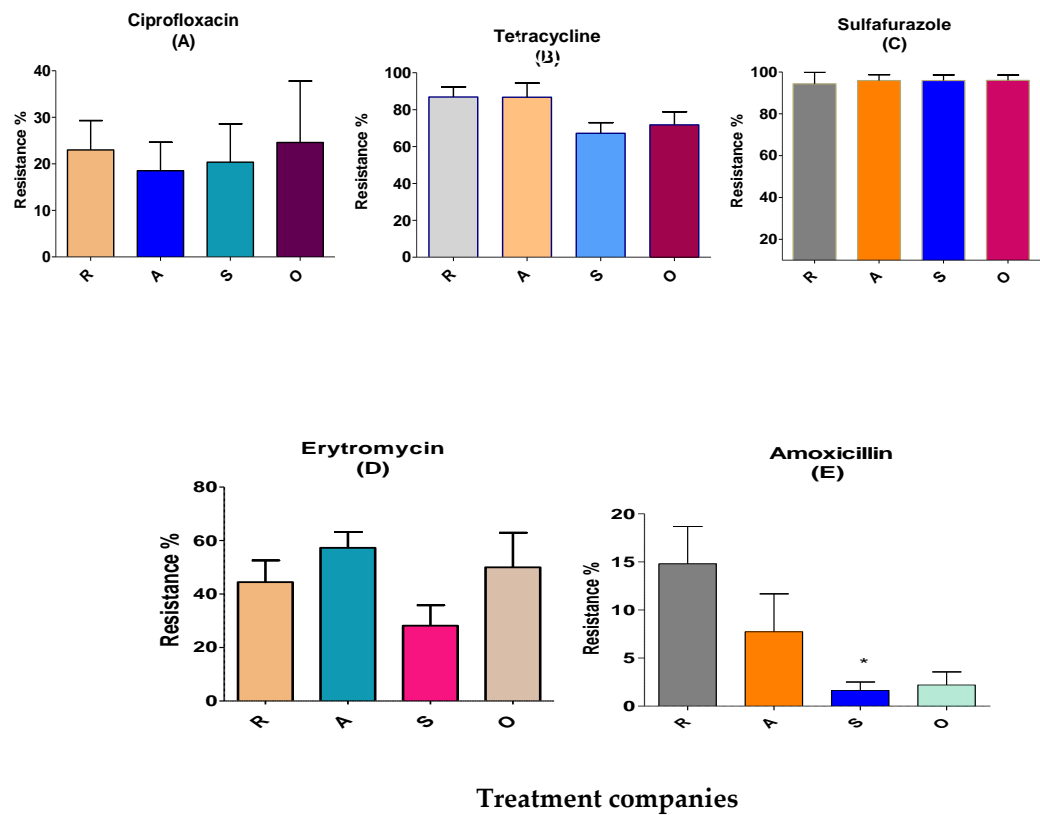 Ciprofloxacin
(A)
Resistance %
40
30
20
10
0
R A S O
Tetracycline
(B)
Resistance %
100
80
60
40
80
0
R A S O
Sulfafurazole
(C)
Resistance %
100
80
60
40
20
R A S O
Erytromycin
(D)
Resistance %
80
60
40
20
0
R A S O
Amoxicillin
(E)
Resistance %
20
15
10
5
0
*
R A S O
Treatment companies